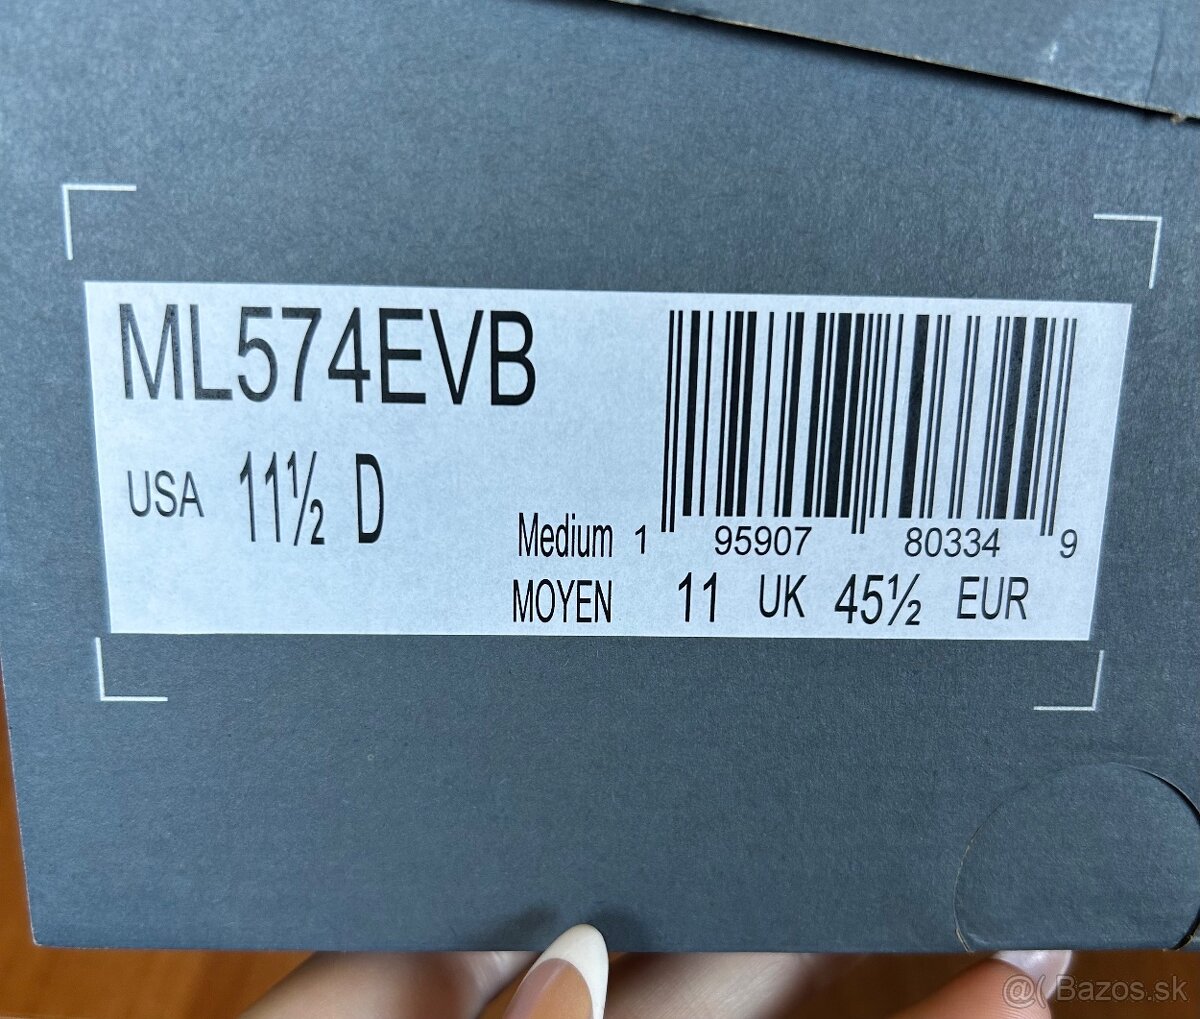 ML574EVB
USA 11½ D
Medium 1 95907 80334 9
MOYEN 11 UK 45½ EUR
@( Bazos.sk